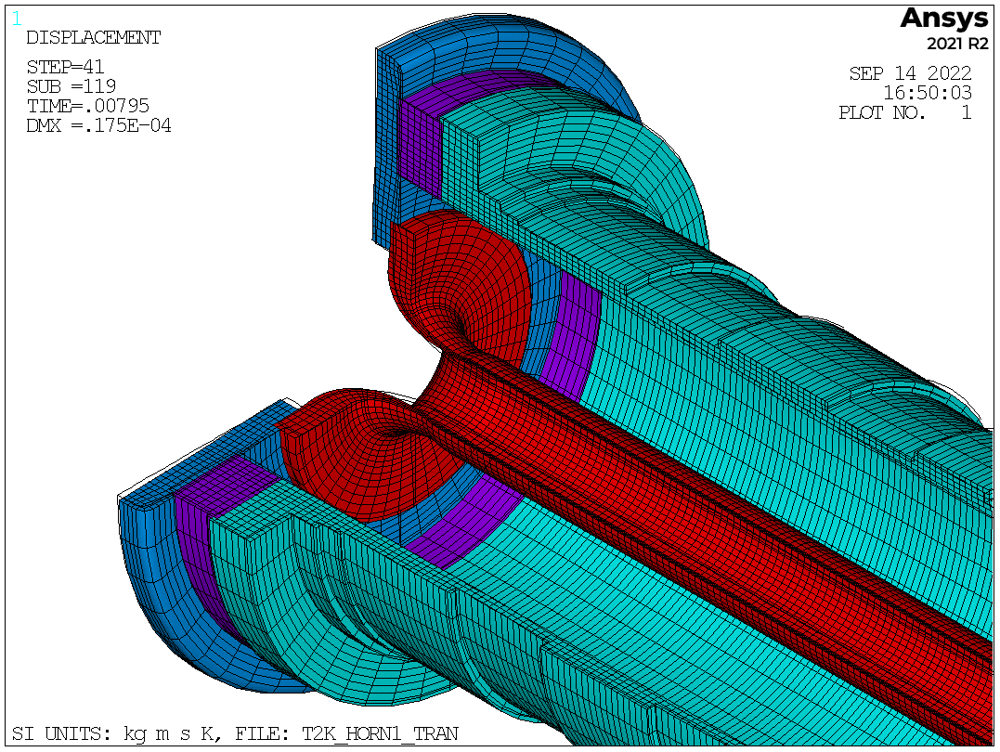 1
DISPLACEMENT
STEP=41
SUB =119
TIME=.00795
DMX =.175E-04
Ansys
2021 R2
SEP 14 2022
16:50:03
PLOT NO. 1
SI UNITS: kg m s K, FILE: T2K_HORN1_TRAN